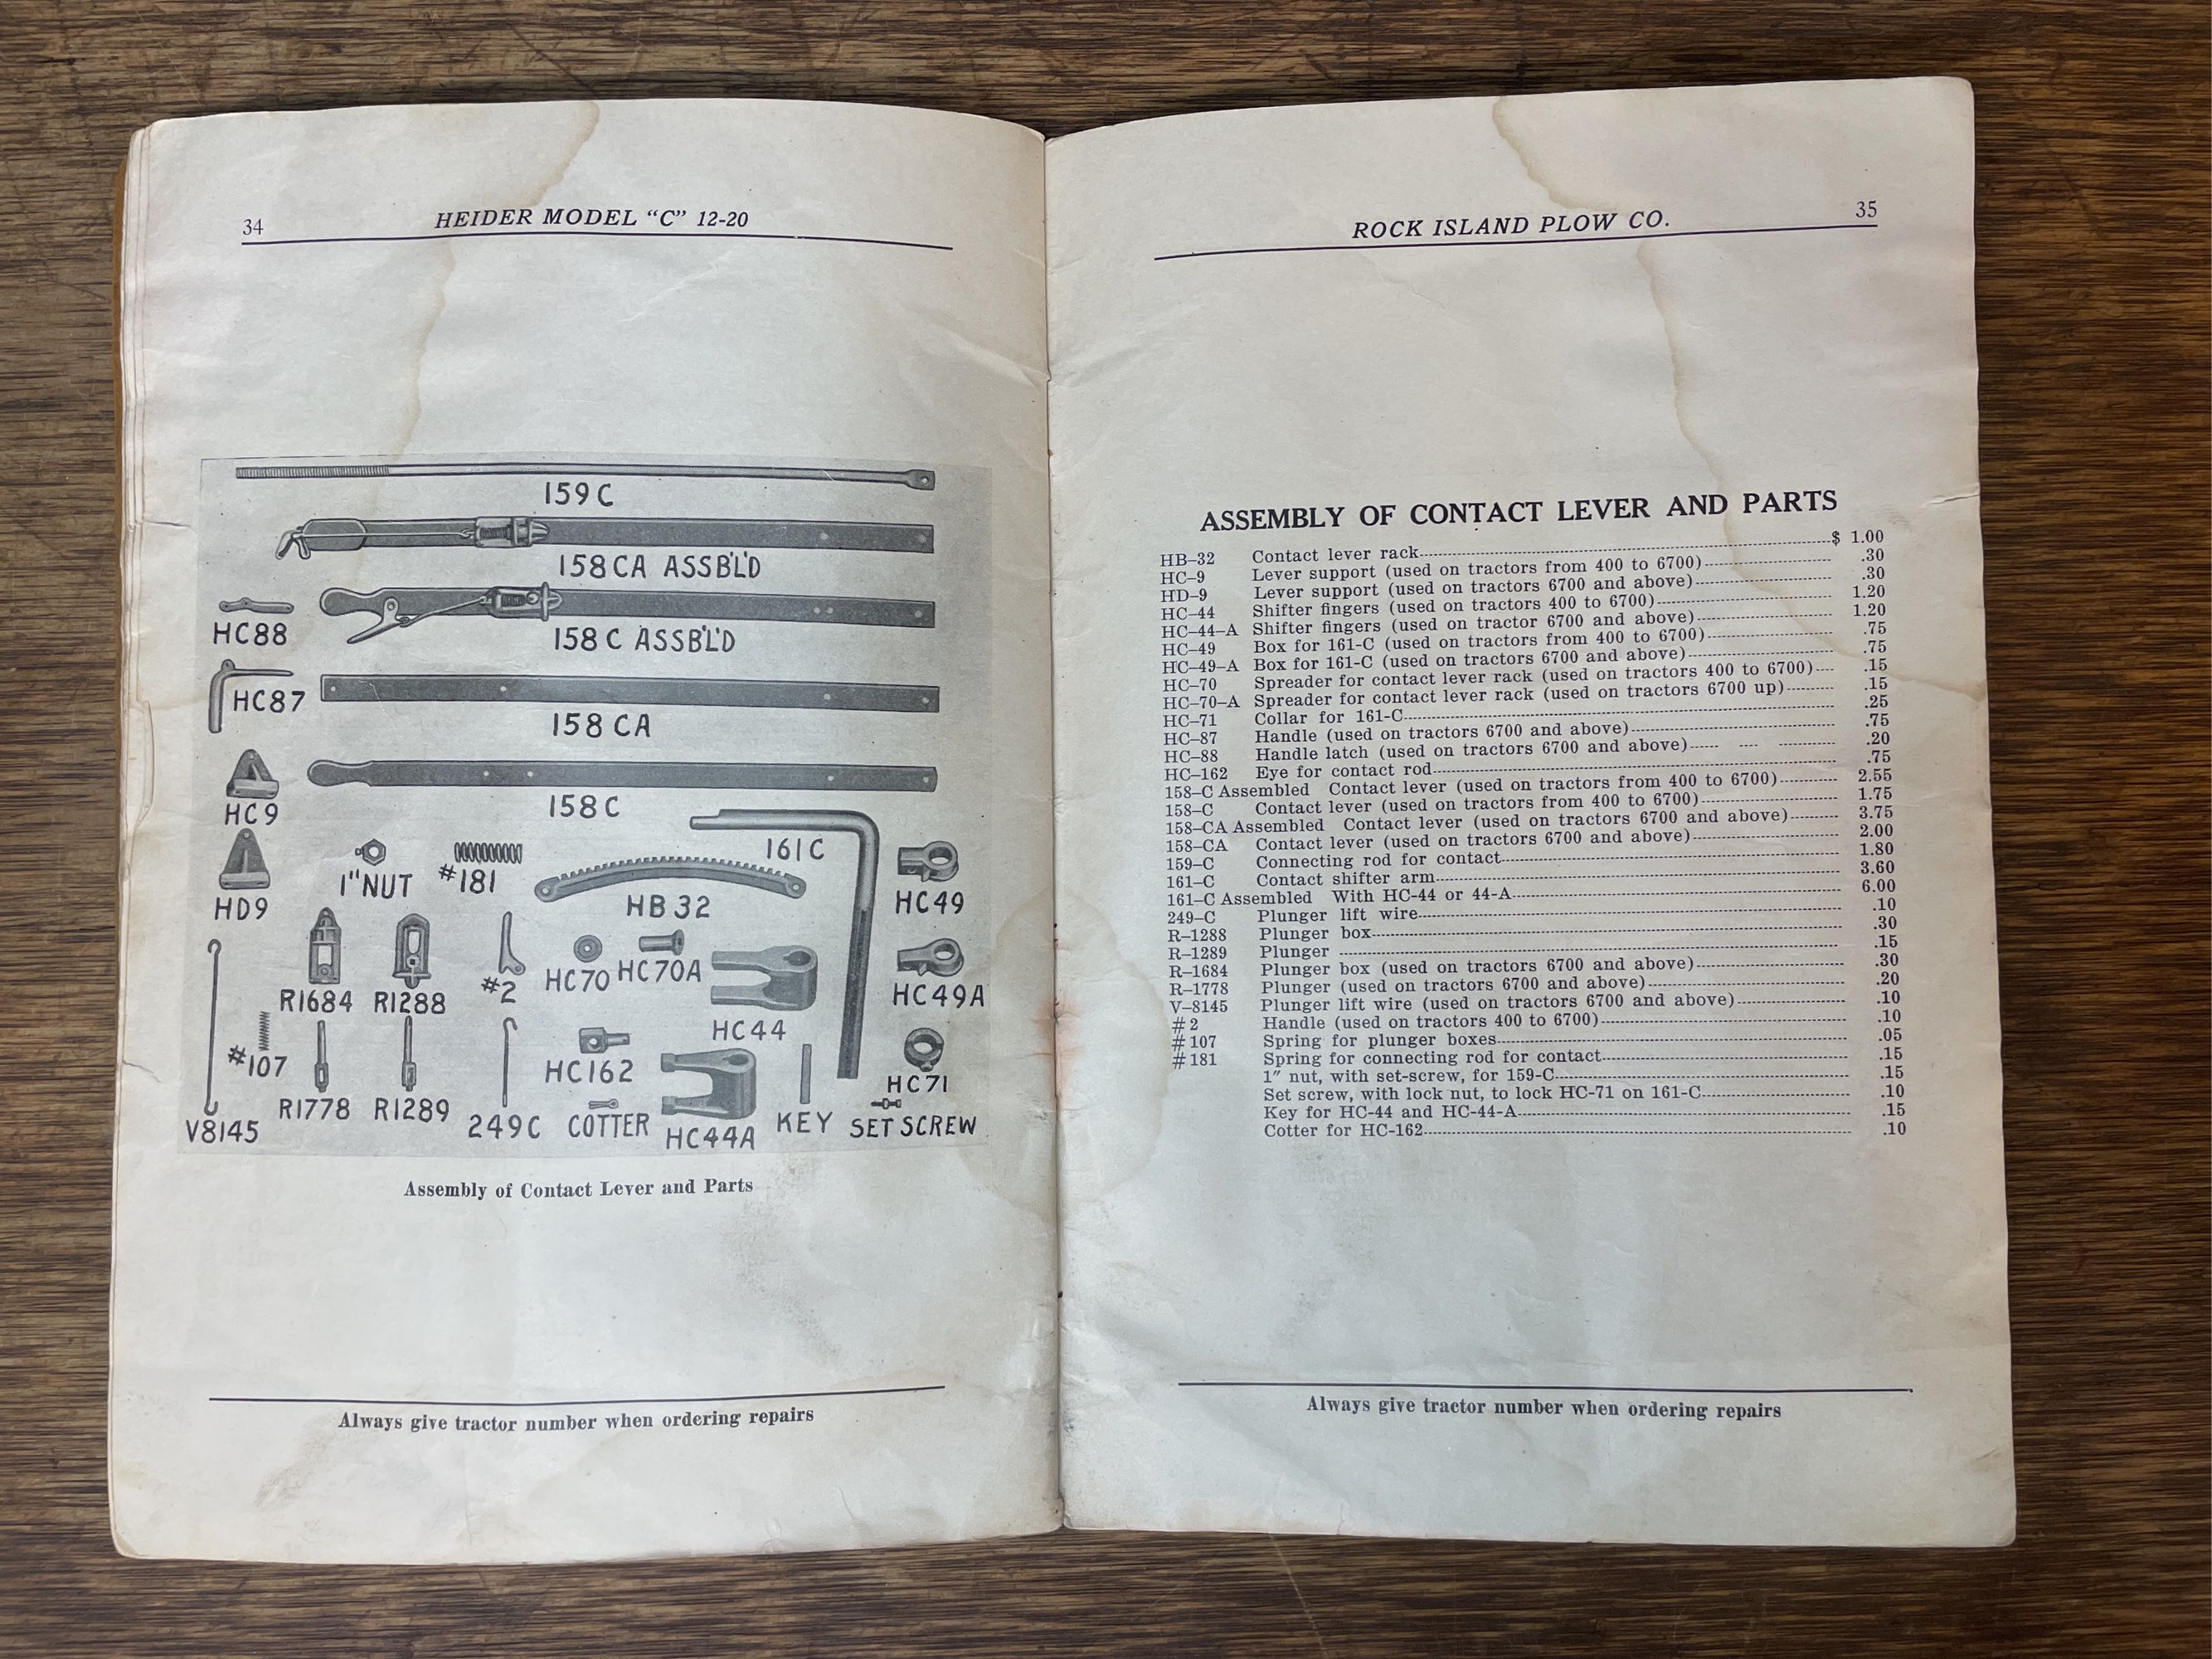 34
HEIDER MODEL “C” 12-20
159C
158CA ASSB'L'D
HC88
158C ASSB'L'D
HC87
158CA
HC9
158C
161C
HD9
1"NUT
#181
HB32
HC49
R1684
R1288
#2
HC70
HC70A
HC44
HC49A
#107
HC162
HC71
V8145
R1778
R1289
249C
COTTER
HC44A
KEY
SET SCREW
Assembly of Contact Lever and Parts
Always give tractor number when ordering repairs
ROCK ISLAND PLOW CO.
35
ASSEMBLY OF CONTACT LEVER AND PARTS
HB–32 Contact lever rack $ 1.00
HC–9 Lever support (used on tractors from 400 to 6700) .30
HD–9 Lever support (used on tractors 6700 and above) .30
HC–44 Shifter fingers (used on tractors 400 to 6700) 1.20
HC–44–A Shifter fingers (used on tractor 6700 and above) 1.20
HC–49 Box for 161-C (used on tractors from 400 to 6700) .75
HC–49–A Box for 161-C (used on tractors 6700 and above) .75
HC–70 Spreader for contact lever rack (used on tractors 400 to 6700) .15
HC–70–A Spreader for contact lever rack (used on tractors 6700 up) .15
HC–71 Collar for 161-C .25
HC–87 Handle (used on tractors 6700 and above) .75
HC–88 Handle latch (used on tractors 6700 and above) .20
HC–162 Eye for contact rod .75
158–C Assembled Contact lever (used on tractors from 400 to 6700) 2.55
158–C Contact lever (used on tractors from 400 to 6700) 1.75
158–CA Assembled Contact lever (used on tractors 6700 and above) 3.75
158–CA Contact lever (used on tractors 6700 and above) 2.00
159–C Connecting rod for contact 1.80
161–C Contact shifter arm 3.60
161–C Assembled With HC-44 or 44-A 6.00
249–C Plunger lift wire .10
R–1288 Plunger box .30
R–1289 Plunger .15
R–1684 Plunger box (used on tractors 6700 and above) .30
R–1778 Plunger (used on tractors 6700 and above) .20
V–8145 Plunger lift wire (used on tractors 6700 and above) .10
#2 Handle (used on tractors 400 to 6700) .10
#107 Spring for plunger boxes .05
#181 Spring for connecting rod for contact .15
1″ nut, with set-screw, for 159-C .15
Set screw, with lock nut, to lock HC-71 on 161-C .10
Key for HC-44 and HC-44-A .15
Cotter for HC-162 .10
Always give tractor number when ordering repairs